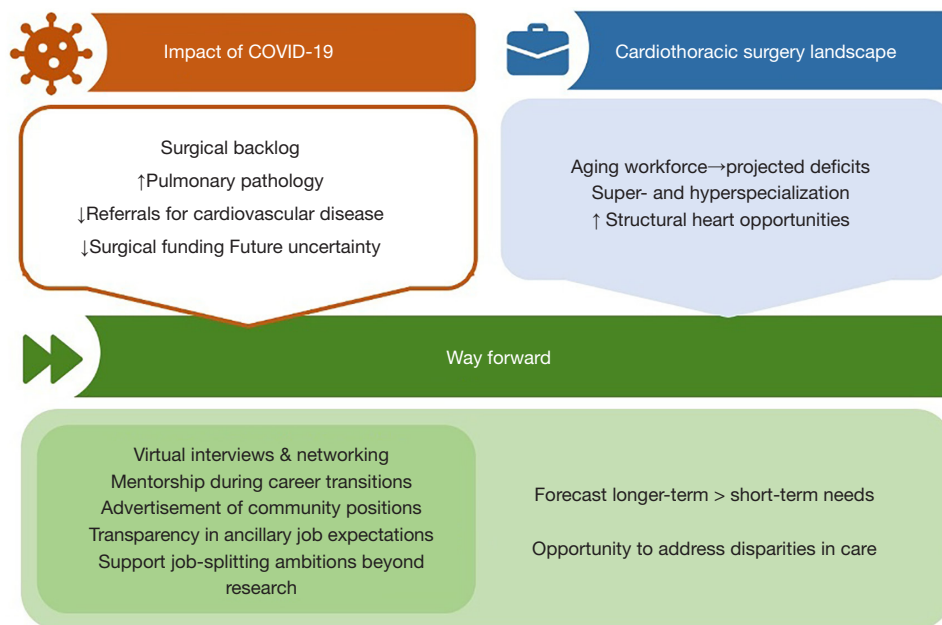 Impact of COVID-19
Surgical backlog
↑Pulmonary pathology
↓Referrals for cardiovascular disease
↓Surgical funding Future uncertainty
Cardiothoracic surgery landscape
Aging workforce→projected deficits
Super- and hyperspecialization
↑ Structural heart opportunities
Way forward
Virtual interviews & networking
Mentorship during career transitions
Advertisement of community positions
Transparency in ancillary job expectations
Support job-splitting ambitions beyond
research
Forecast longer-term > short-term needs
Opportunity to address disparities in care